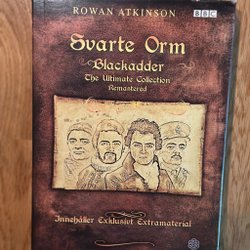 ROWAN ATKINSON
BBC
Svarte Orm
Blackadder
The Ultimate Collection
Remastered
Innehåller Exklusivt Extramaterial